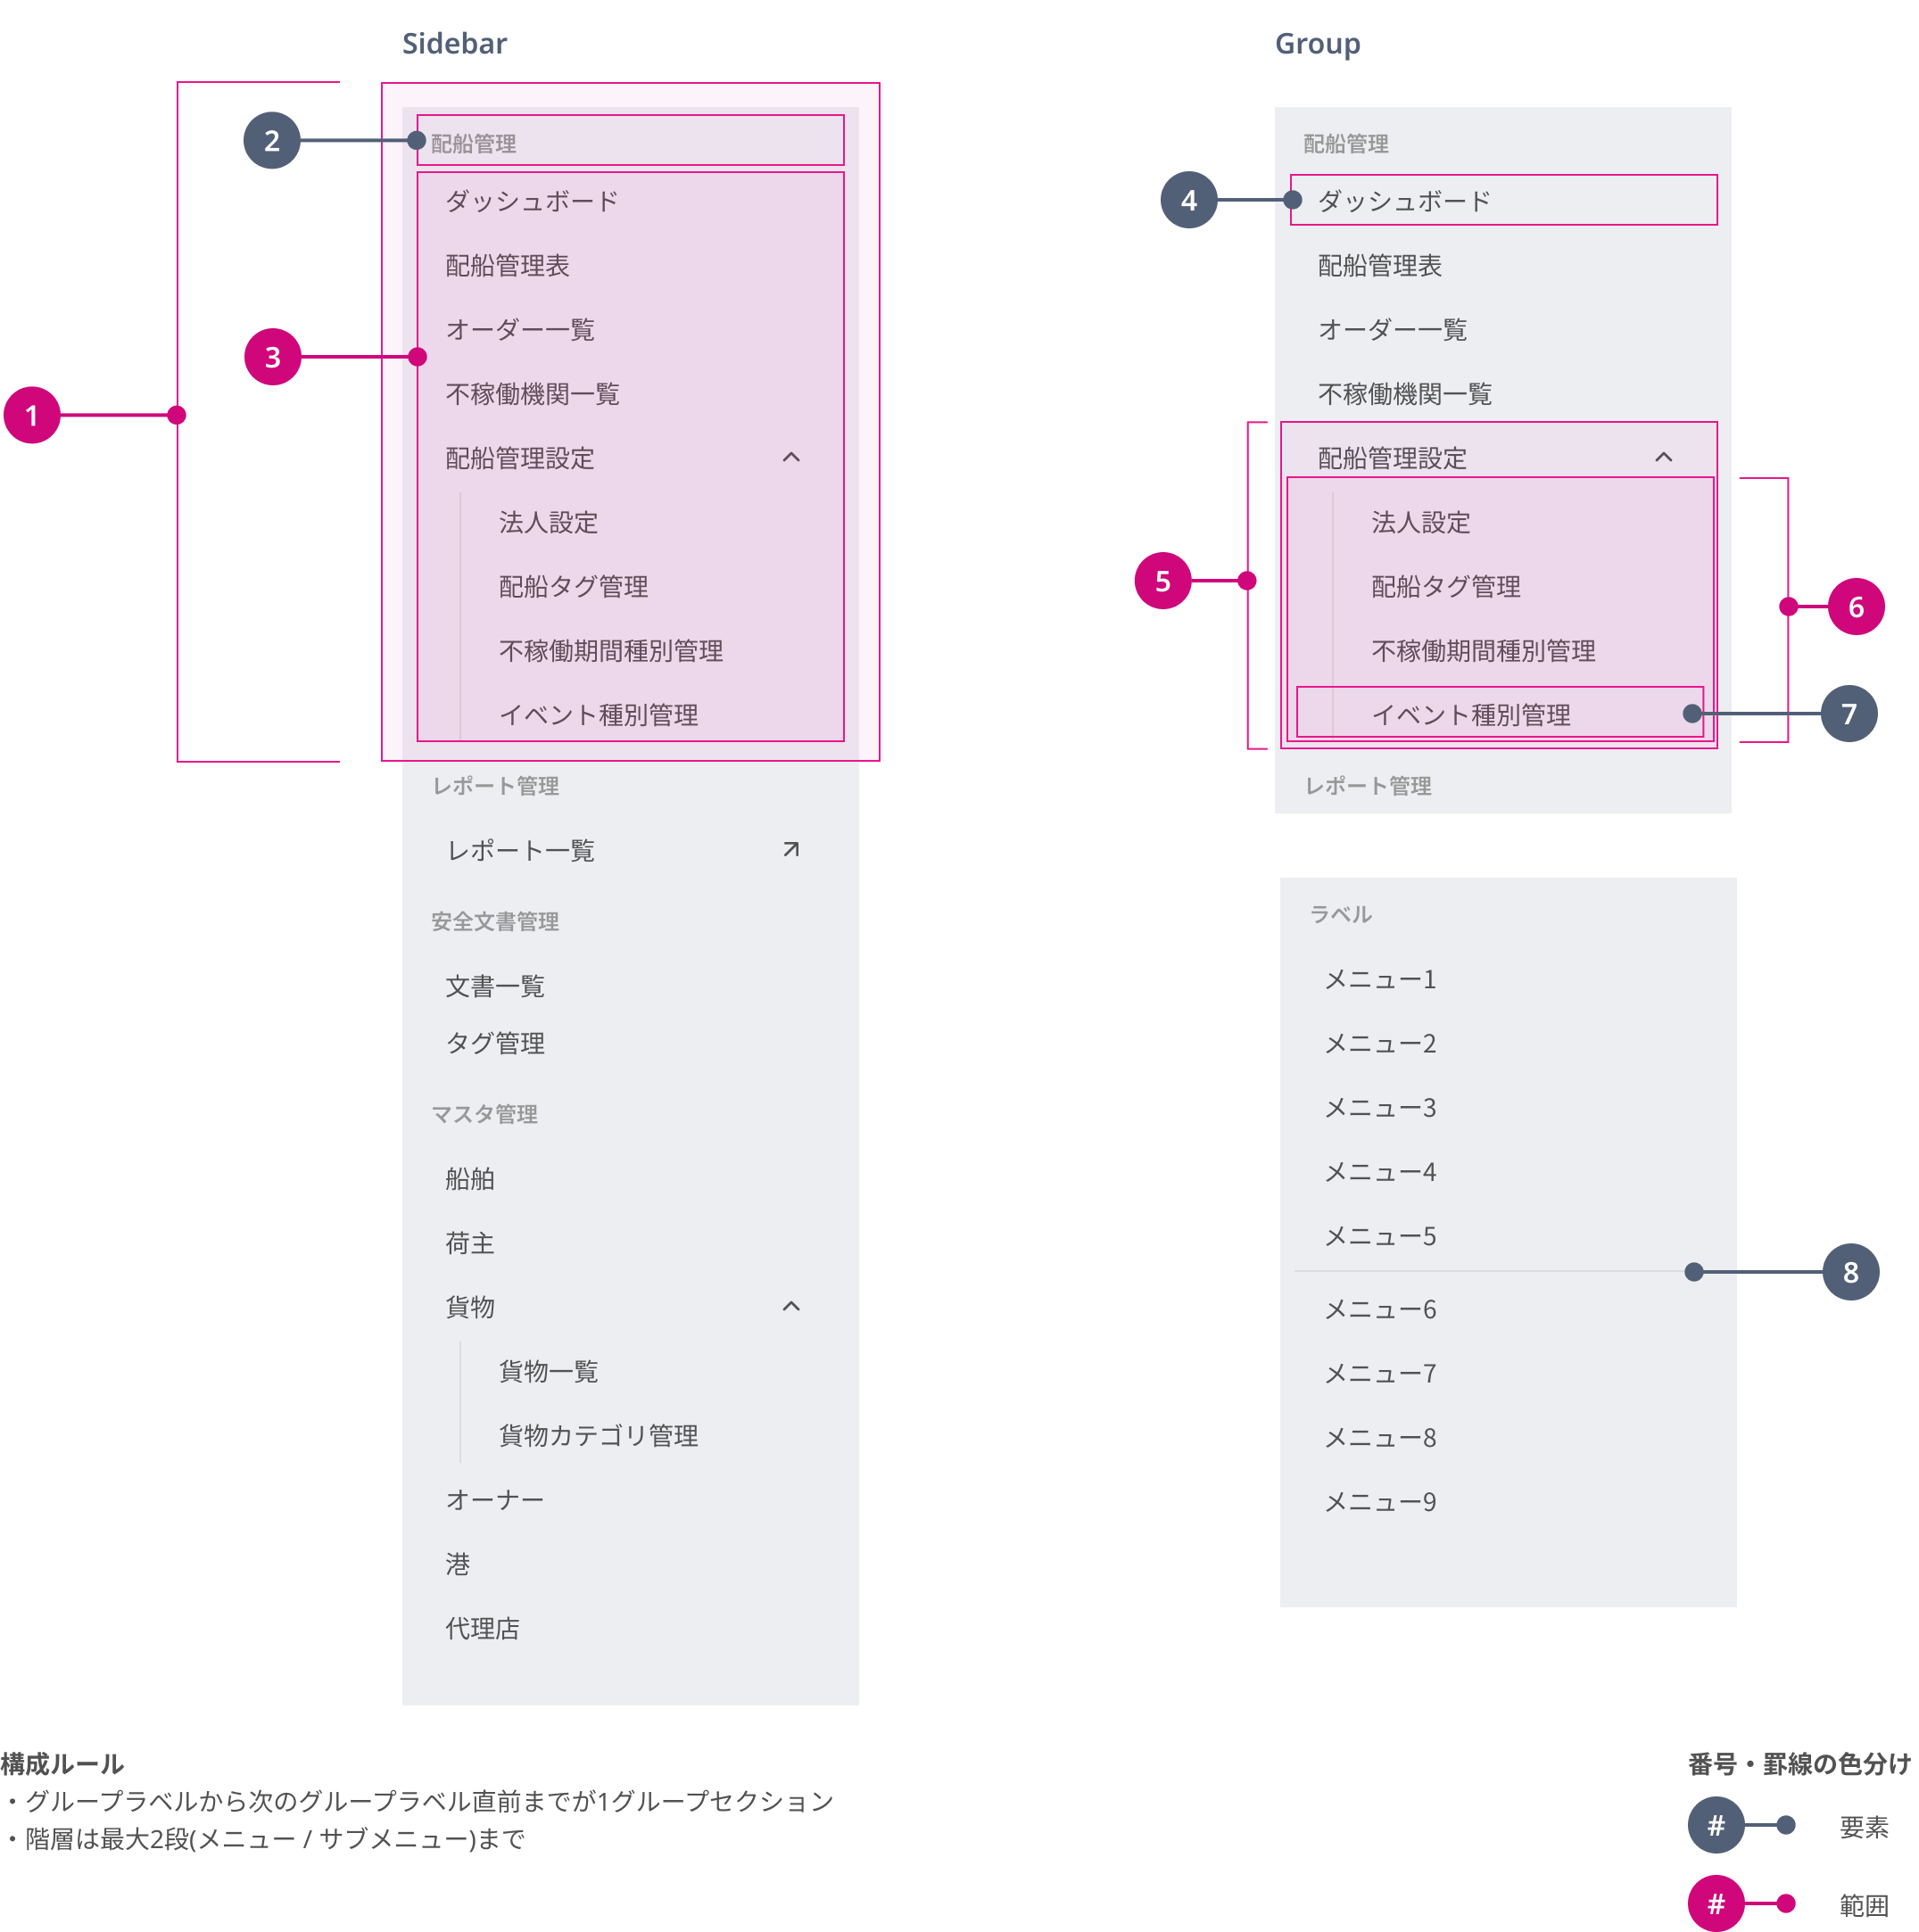 Sidebar
1
2
3
配船管理
ダッシュボード
配船管理表
オーダー一覧
不稼働機関一覧
配船管理設定
法人設定
配船タグ管理
不稼働期間種別管理
イベント種別管理
レポート管理
レポート一覧
安全文書管理
文書一覧
タグ管理
マスタ管理
船舶
荷主
貨物
貨物一覧
貨物カテゴリ管理
オーナー
港
代理店
Group
4
5
6
7
配船管理
ダッシュボード
配船管理表
オーダー一覧
不稼働機関一覧
配船管理設定
法人設定
配船タグ管理
不稼働期間種別管理
イベント種別管理
レポート管理
ラベル
メニュー1
メニュー2
メニュー3
メニュー4
メニュー5
8
メニュー6
メニュー7
メニュー8
メニュー9
構成ルール
・グループラベルから次のグループラベル直前までが1グループセクション
・階層は最大2段(メニュー / サブメニュー)まで
番号・罫線の色分け
# 要素
# 範囲